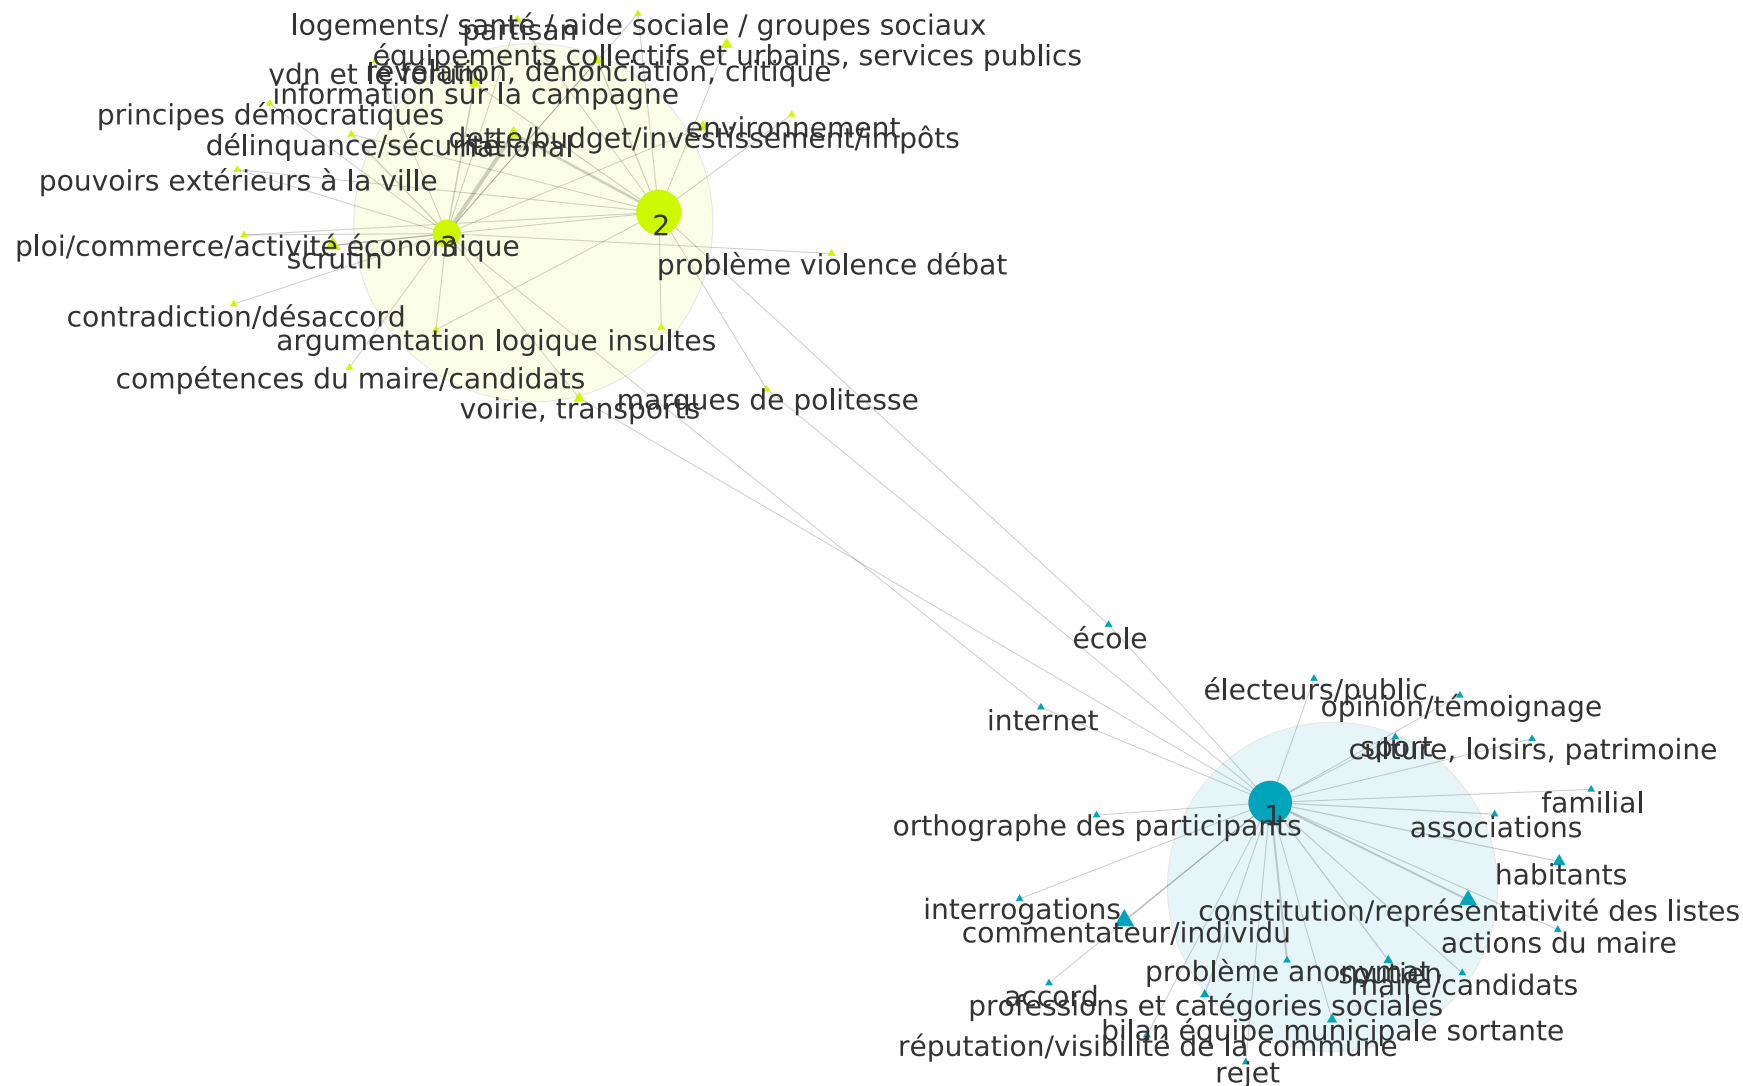 logements/ santé / aide sociale / groupes sociaux
partisan
équipements collectifs et urbains, services publics
révélation, dénonciation, critique
vdn et le forum
information sur la campagne
principes démocratiques
environnement
dette/budget/investissement/impôts
délinquance/sécurité
national
pouvoirs extérieurs à la ville
2
3
ploi/commerce/activité économique
scrutin
problème violence débat
contradiction/désaccord
argumentation logique
insultes
compétences du maire/candidats
marques de politesse
voirie, transports
école
électeurs/public
opinion/témoignage
internet
sport
culture, loisirs, patrimoine
familial
1
orthographe des participants
associations
habitants
interrogations
constitution/représentativité des listes
commentateur/individu
actions du maire
problème anonymat
soutien
maire/candidats
accord
professions et catégories sociales
bilan équipe municipale sortante
réputation/visibilité de la commune
rejet